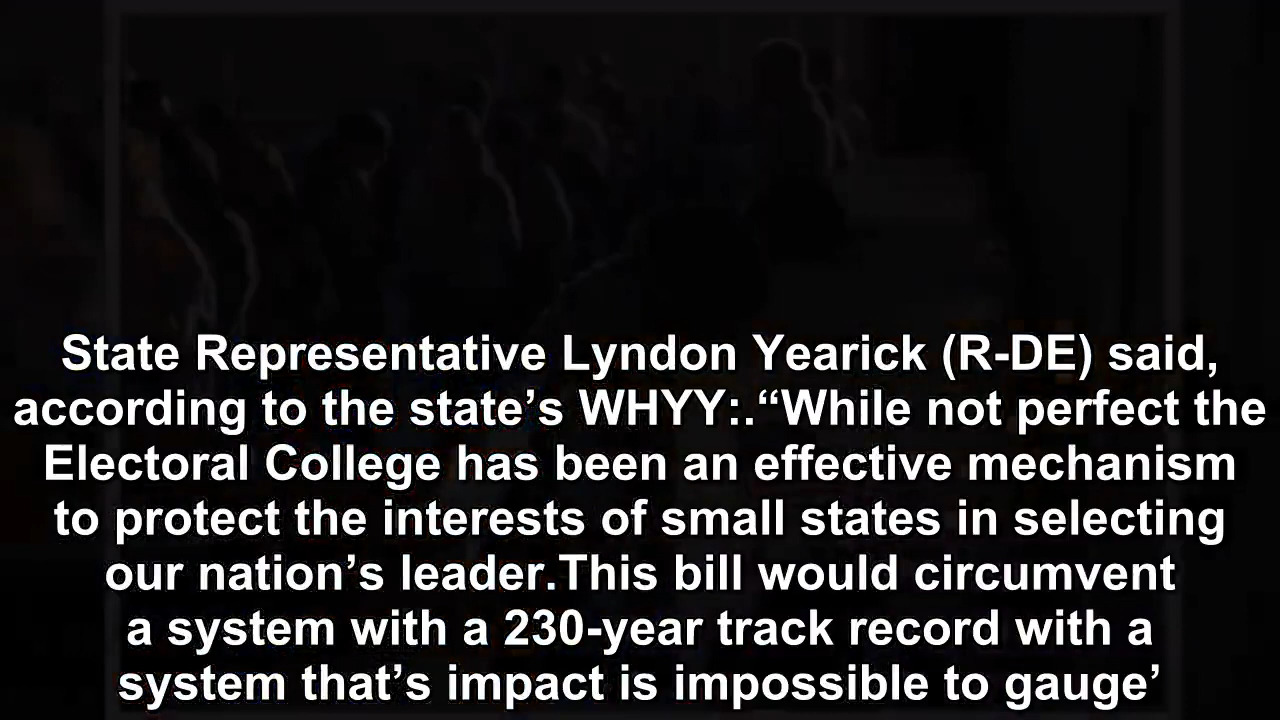 State Representative Lyndon Yearick (R-DE) said,
according to the state’s WHYY:.“While not perfect the
Electoral College has been an effective mechanism
to protect the interests of small states in selecting
our nation’s leader.This bill would circumvent
a system with a 230-year track record with a
system that’s impact is impossible to gauge’